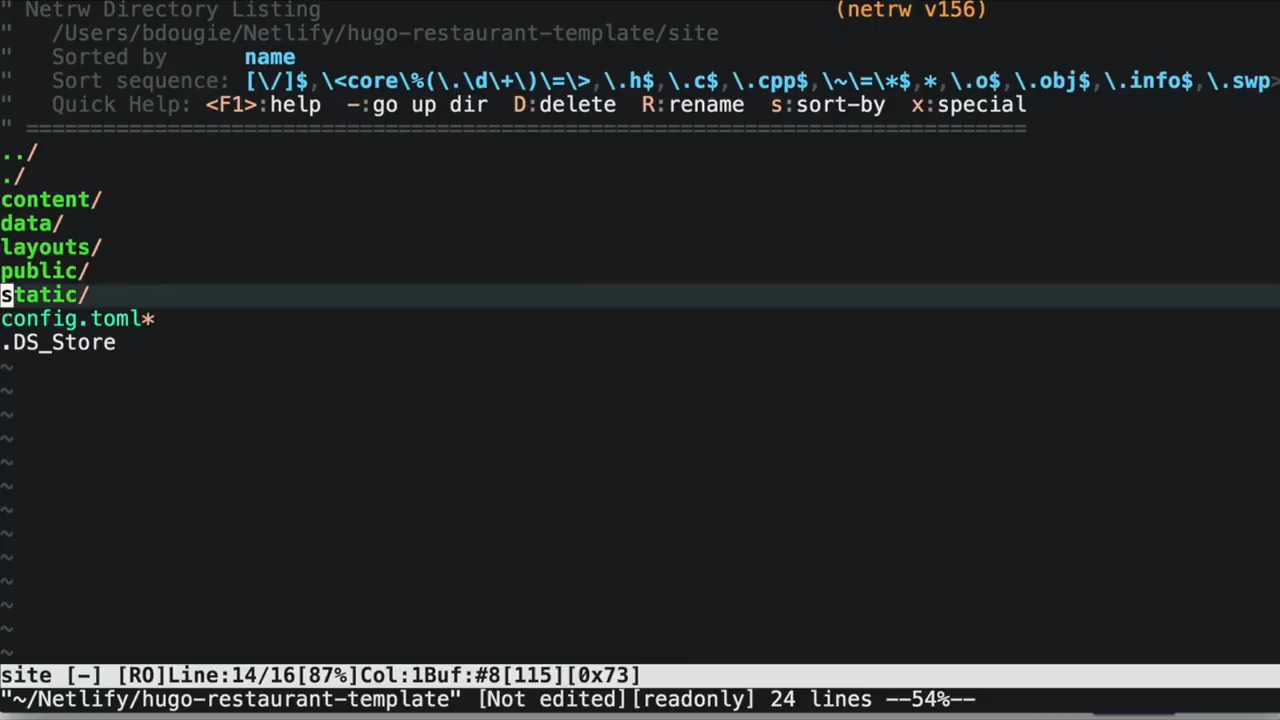 " Netrw Directory Listing (netrw v156)
" /Users/bdougie/Netlify/hugo-restaurant-template/site
" Sorted by name
" Sort sequence: [\/]$,\<core\%(\.\d\+\)\=\>,\.h$,\.c$,\.cpp$,\~\=\*$,*,\.o$,\.obj$,\.info$,\.swp>
" Quick Help: <F1>:help -:go up dir D:delete R:rename s:sort-by x:special
" ==============================================================================
../
./
content/
data/
layouts/
public/
static/
config.toml*
.DS_Store
~
~
~
~
~
~
~
~
~
~
~
~
~
site [-] [RO]Line:14/16[87%]Col:1Buf:#8[115][0x73]
"~/Netlify/hugo-restaurant-template" [Not edited][readonly] 24 lines --54%--